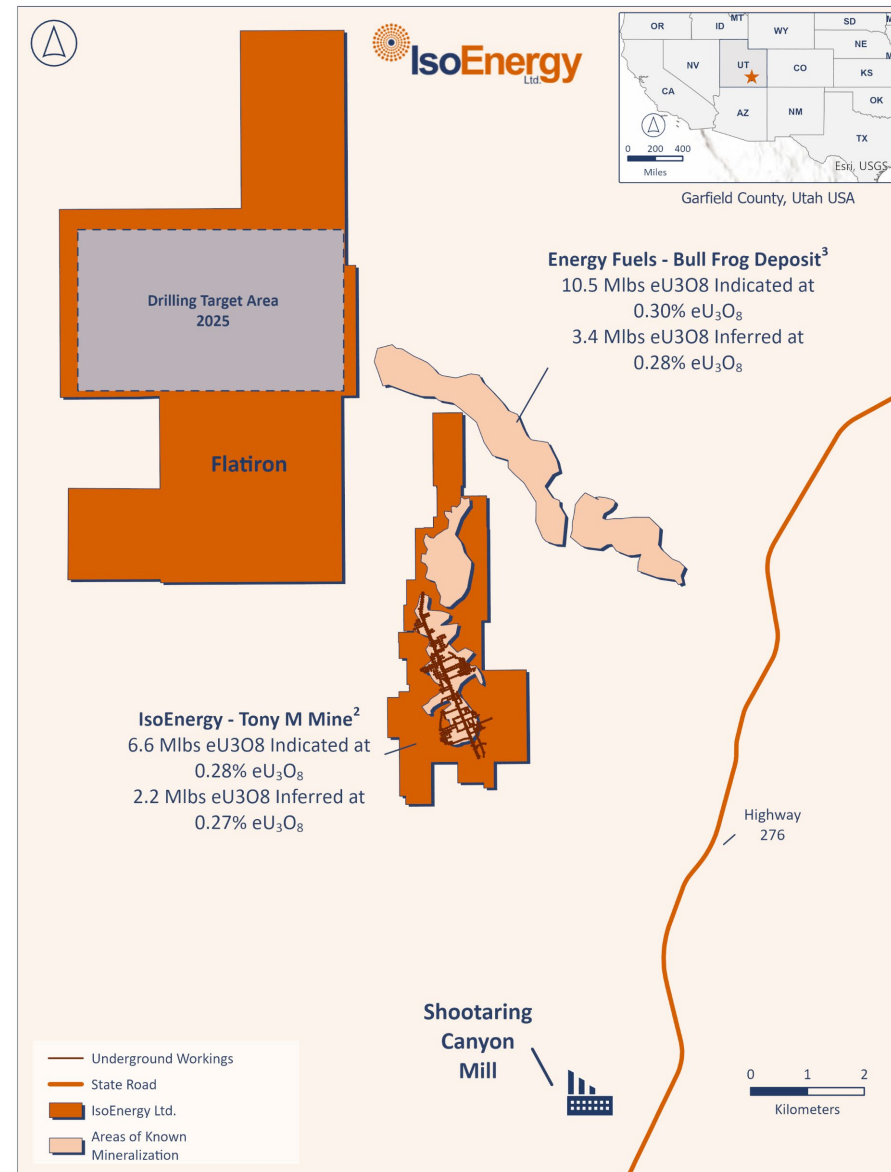 IsoEnergy
Ltd.
OR
ID
MT
WY
SD
NE
NV
UT
CO
KS
CA
AZ
NM
OK
TX
0 200 400
Miles
Esri, USGS
Garfield County, Utah USA
Energy Fuels - Bull Frog Deposit³
10.5 Mlbs eU3O8 Indicated at
0.30% eU₃O₈
3.4 Mlbs eU3O8 Inferred at
0.28% eU₃O₈
Drilling Target Area
2025
Flatiron
IsoEnergy - Tony M Mine²
6.6 Mlbs eU3O8 Indicated at
0.28% eU₃O₈
2.2 Mlbs eU3O8 Inferred at
0.27% eU₃O₈
Highway
276
Shootaring
Canyon
Mill
Underground Workings
State Road
IsoEnergy Ltd.
Areas of Known
Mineralization
0 1 2
Kilometers